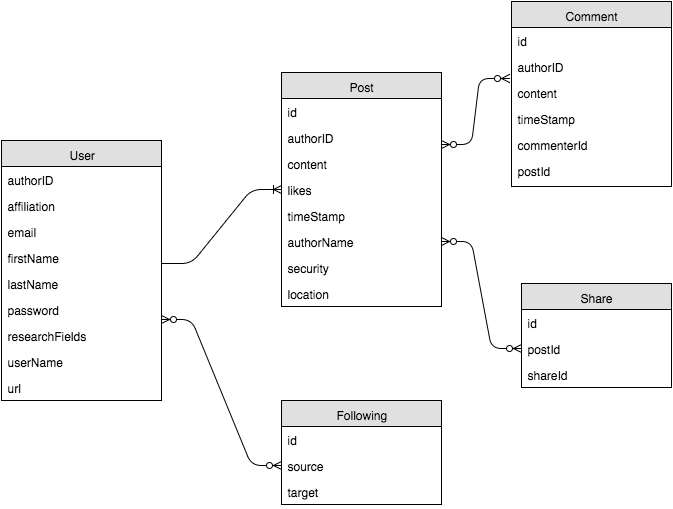 User
authorID
affiliation
email
firstName
lastName
password
researchFields
userName
url
Post
id
authorID
content
likes
timeStamp
authorName
security
location
Comment
id
authorID
content
timeStamp
commenterId
postId
Share
id
postId
shareId
Following
id
source
target